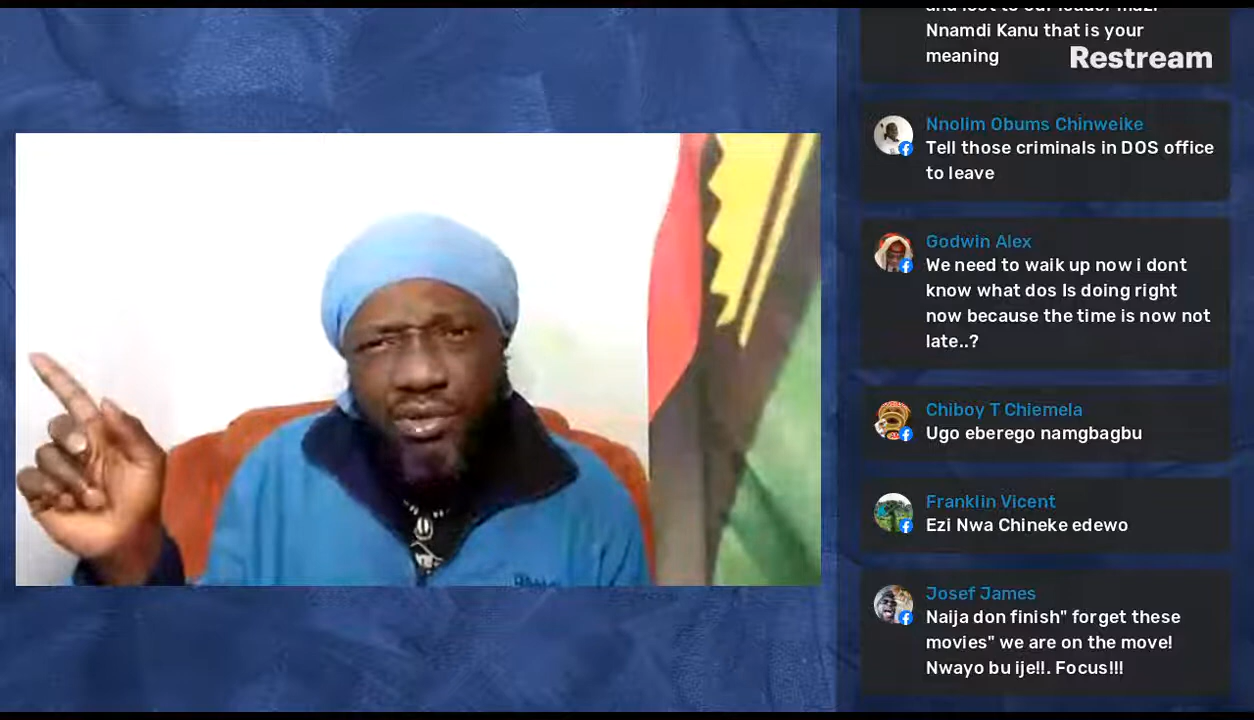 Nnamdi Kanu that is your
meaning
Restream
Nnolim Obums Chinweike
Tell those criminals in DOS office
to leave
Godwin Alex
We need to waik up now i dont
know what dos Is doing right
now because the time is now not
late..?
Chiboy T Chiemela
Ugo eberego namgbagbu
Franklin Vicent
Ezi Nwa Chineke edewo
Josef James
Naija don finish" forget these
movies" we are on the move!
Nwayo bu ije!!. Focus!!!